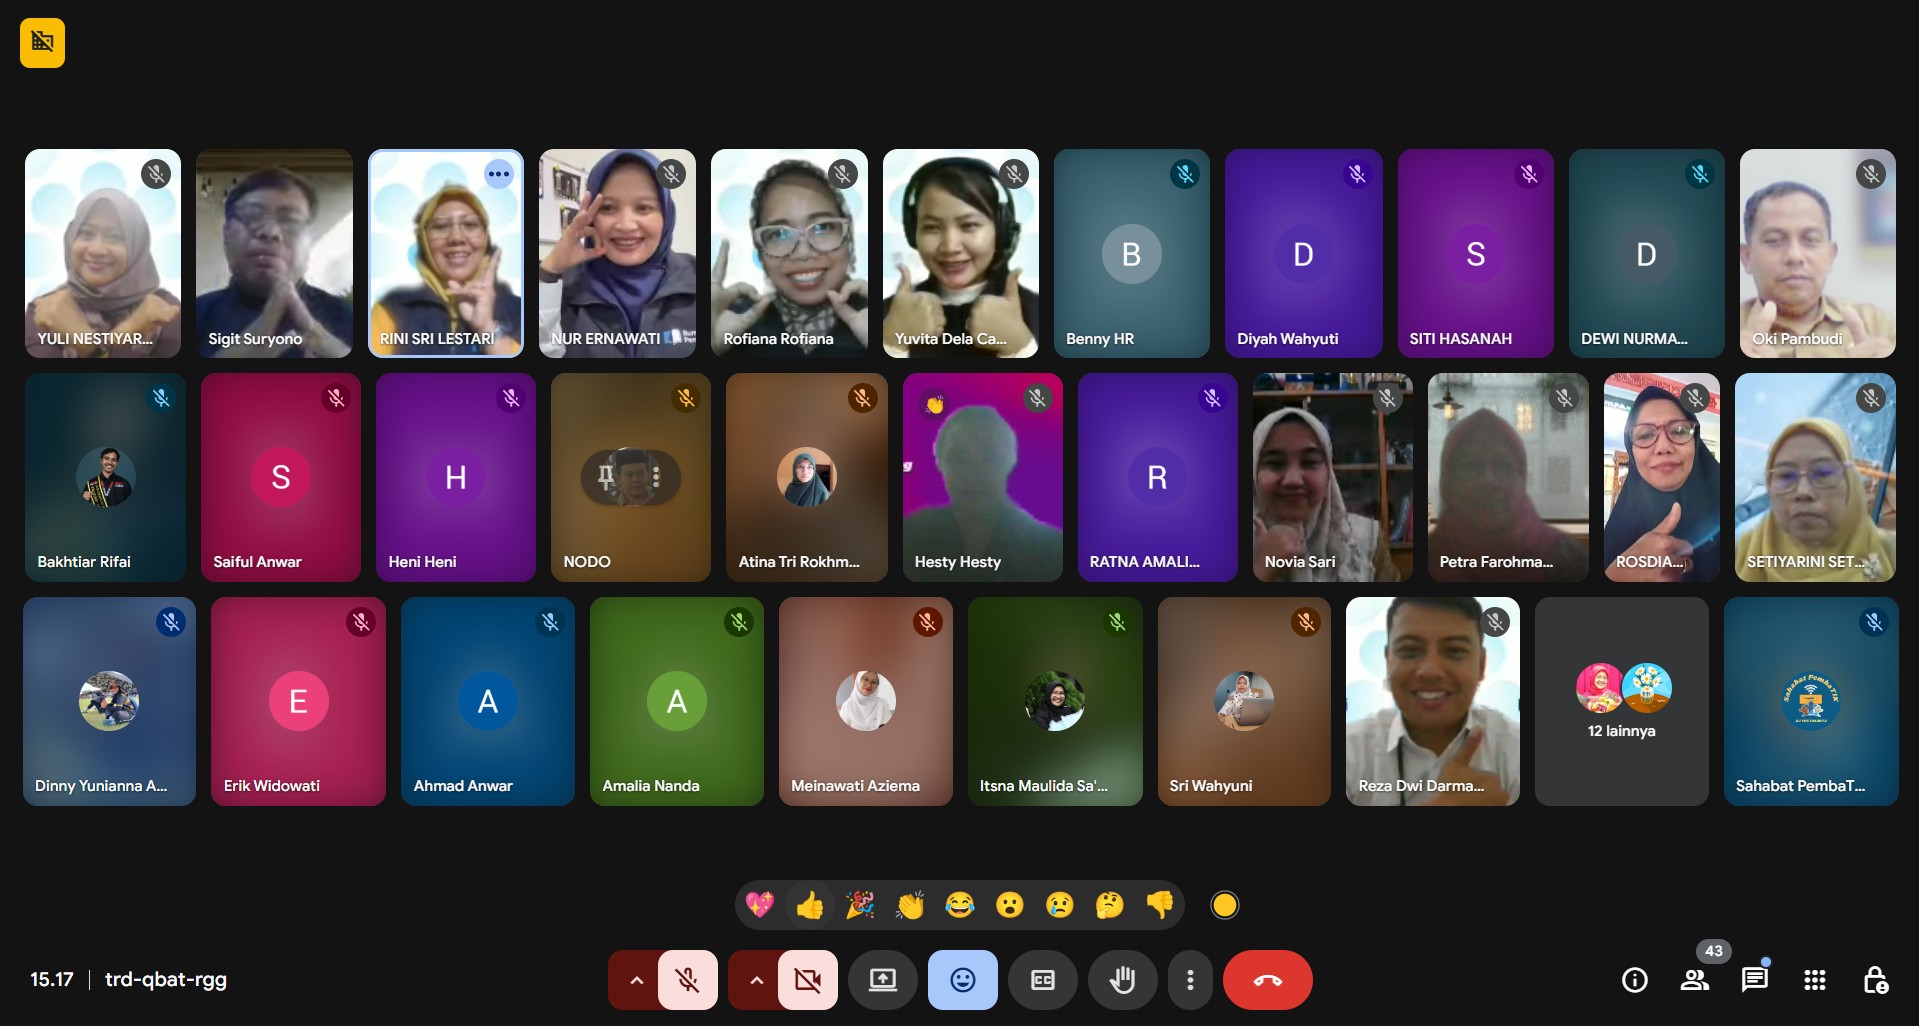 YULI NESTIYAR...
Sigit Suryono
RINI SRI LESTARI
NUR ERNAWATI
Rofiana Rofiana
Yuvita Dela Ca...
B
Benny HR
D
Diyah Wahyuti
S
SITI HASANAH
D
DEWI NURMA...
Oki Pambudi
Bakhtiar Rifai
S
Saiful Anwar
H
Heni Heni
NODO
Atina Tri Rokhm...
Hesty Hesty
R
RATNA AMALI...
Novia Sari
Petra Farohma...
ROSDIA...
SETIYARINI SET...
Dinny Yunianna A...
E
Erik Widowati
A
Ahmad Anwar
A
Amalia Nanda
Meinawati Aziema
Itsna Maulida Sa'...
Sri Wahyuni
Reza Dwi Darma...
12 lainnya
Sahabat PembaTIK
Sahabat PembaT...
15.17
trd-qbat-rgg
CC
43